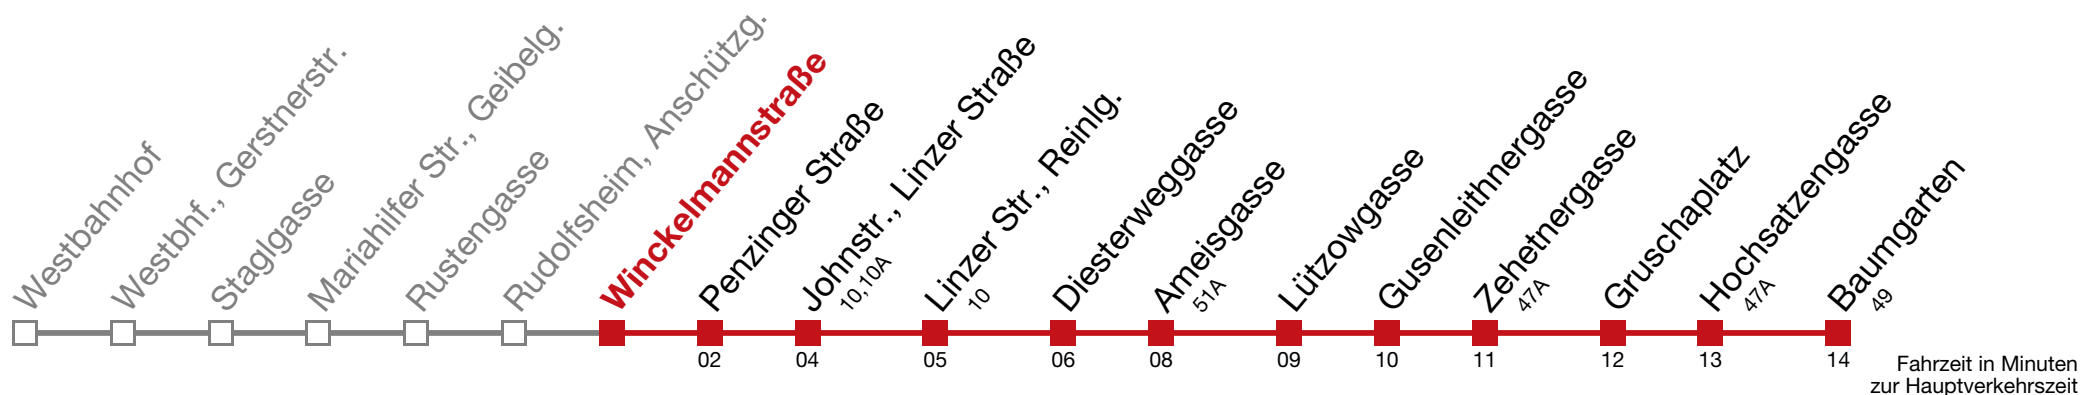 Westbahnhof
Westbhf., Gerstnerstr.
Staglgasse
Mariahilfer Str., Geibelg.
Rustengasse
Rudolfsheim, Anschützg.
Winckelmannstraße
Penzinger Straße
02
Johnstr., Linzer Straße
10, 10A
04
Linzer Str., Reinlg.
10
05
Diesterweggasse
06
Ameisgasse
51A
08
Lützowgasse
09
Gusenleithnergasse
10
Zehetnergasse
47A
11
Gruschaplatz
12
Hochsatzengasse
47A
13
Baumgarten
49
14
Fahrzeit in Minuten
zur Hauptverkehrszeit